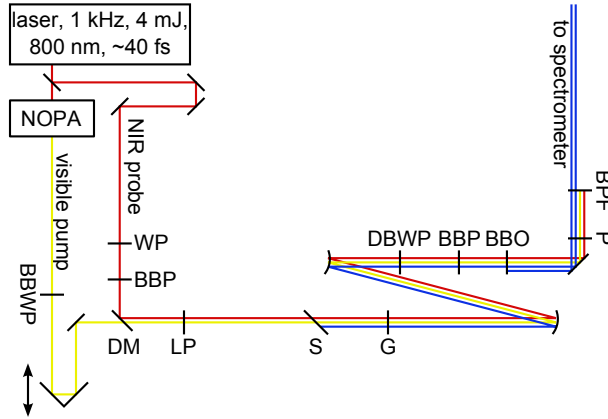 laser, 1 kHz, 4 mJ,
800 nm, ~40 fs
NOPA
visible pump
NIR probe
to spectrometer
BPF
P
WP
BBP
BBWP
DBWP
BBP
BBO
DM
LP
S
G